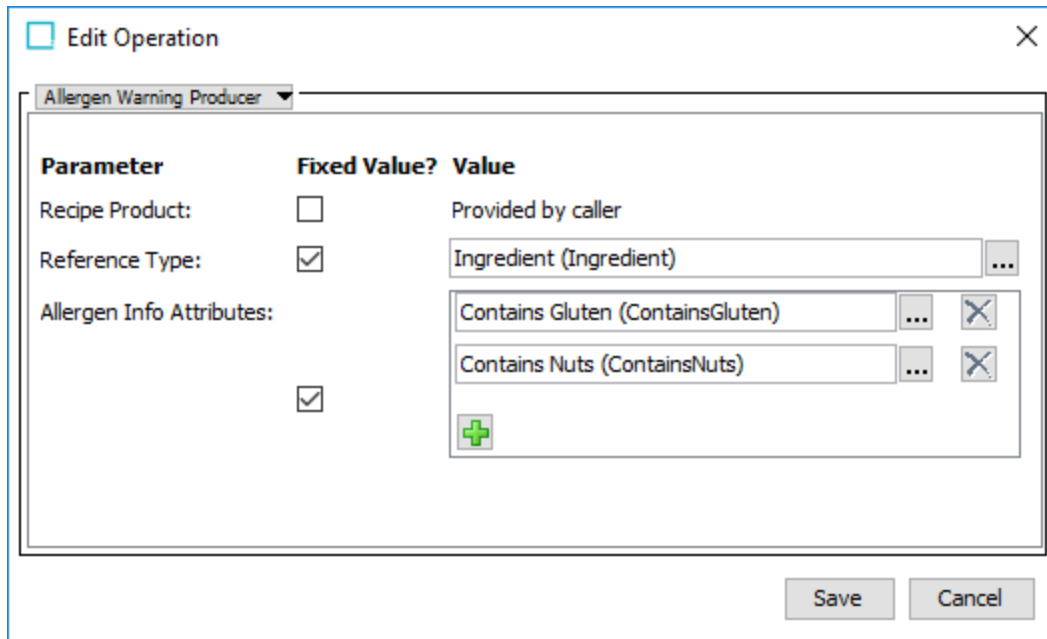 Edit Operation
Allergen Warning Producer
Parameter Fixed Value? Value
Recipe Product: Provided by caller
Reference Type: Ingredient (Ingredient) ...
Allergen Info Attributes: Contains Gluten (ContainsGluten) ...
Contains Nuts (ContainsNuts) ...
Save Cancel